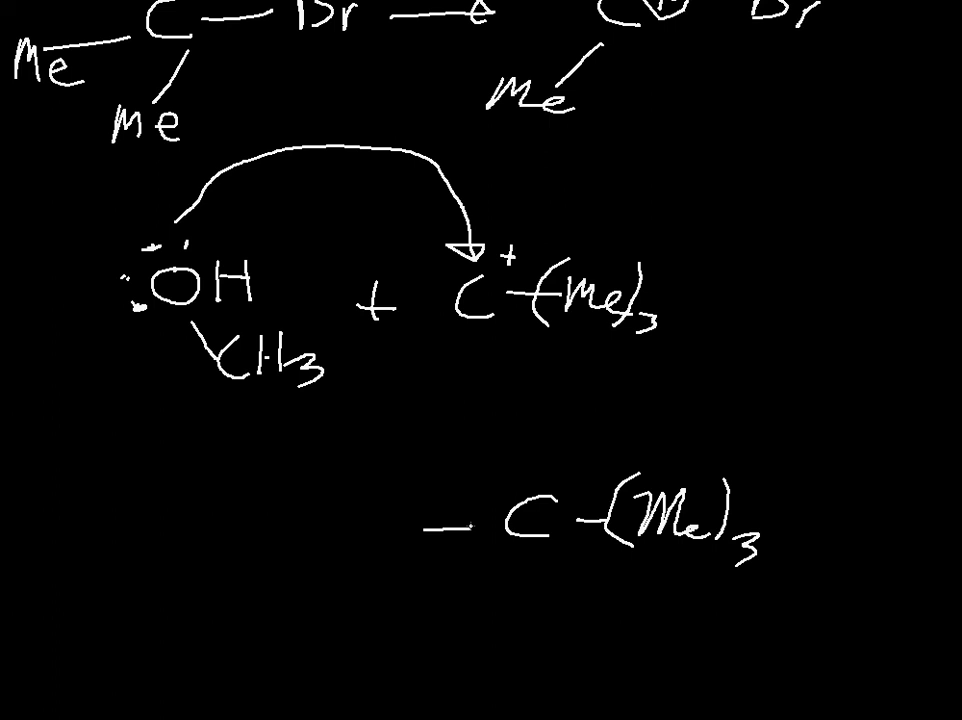 C — Br → C Br
Me Me
Me
OH + C⁺ —(Me)₃
CH₃
— C —(Me)₃